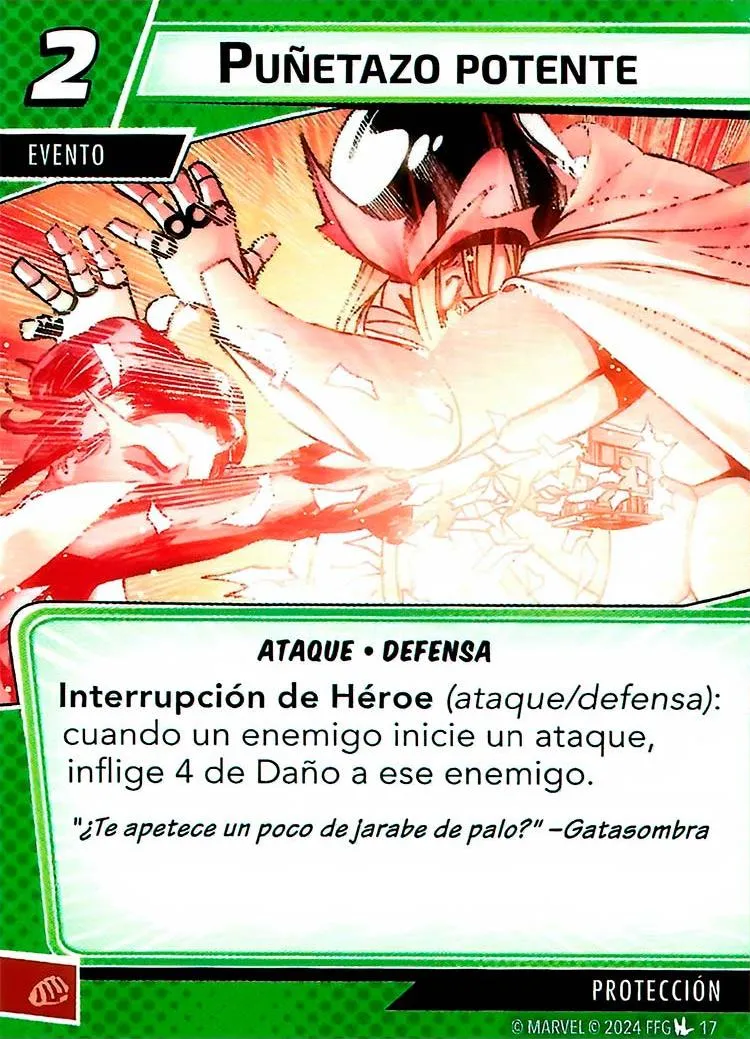 2
PUÑETAZO POTENTE
EVENTO
ATAQUE • DEFENSA
Interrupción de Héroe (ataque/defensa):
cuando un enemigo inicie un ataque,
inflige 4 de Daño a ese enemigo.
"¿Te apetece un poco de jarabe de palo?" –Gatasombra
PROTECCIÓN
© MARVEL © 2024 FFG 17